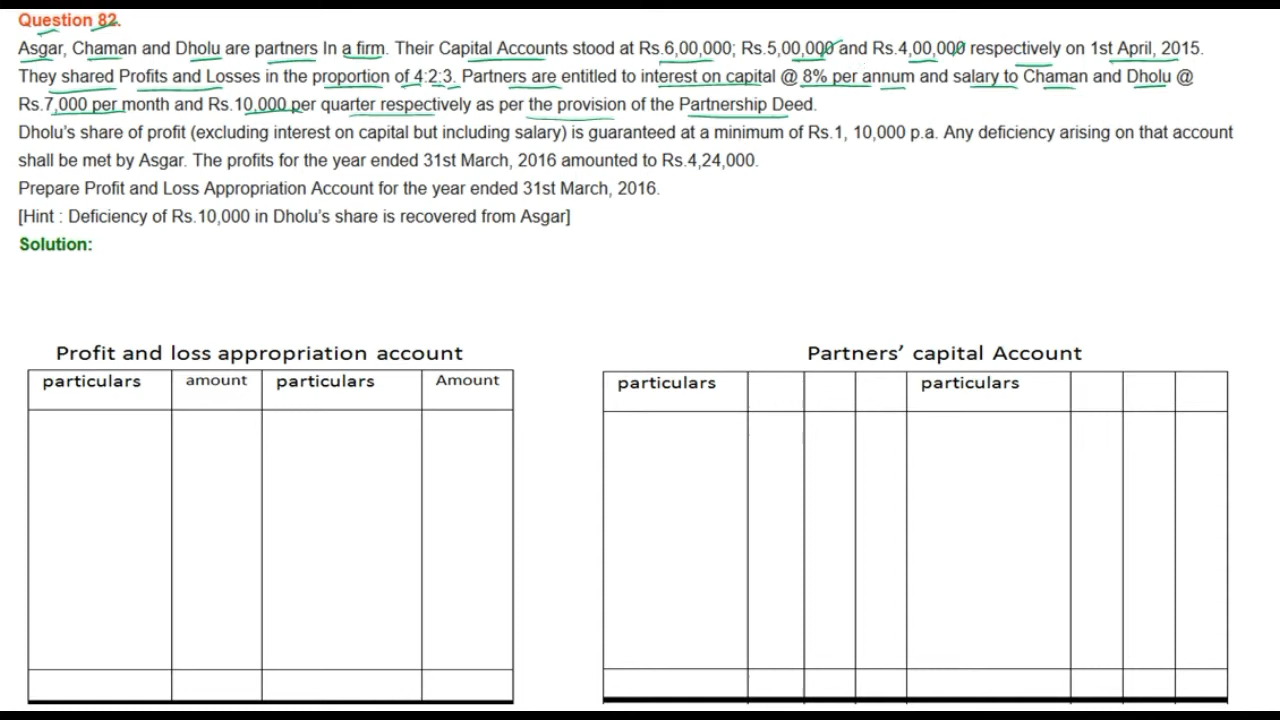 Question 82.
Asgar, Chaman and Dholu are partners In a firm. Their Capital Accounts stood at Rs.6,00,000; Rs.5,00,000 and Rs.4,00,000 respectively on 1st April, 2015.
They shared Profits and Losses in the proportion of 4:2:3. Partners are entitled to interest on capital @ 8% per annum and salary to Chaman and Dholu @
Rs.7,000 per month and Rs.10,000 per quarter respectively as per the provision of the Partnership Deed.
Dholu's share of profit (excluding interest on capital but including salary) is guaranteed at a minimum of Rs.1, 10,000 p.a. Any deficiency arising on that account
shall be met by Asgar. The profits for the year ended 31st March, 2016 amounted to Rs.4,24,000.
Prepare Profit and Loss Appropriation Account for the year ended 31st March, 2016.
[Hint : Deficiency of Rs.10,000 in Dholu's share is recovered from Asgar]
Solution:
Profit and loss appropriation account
particulars amount particulars Amount
Partners' capital Account
particulars particulars